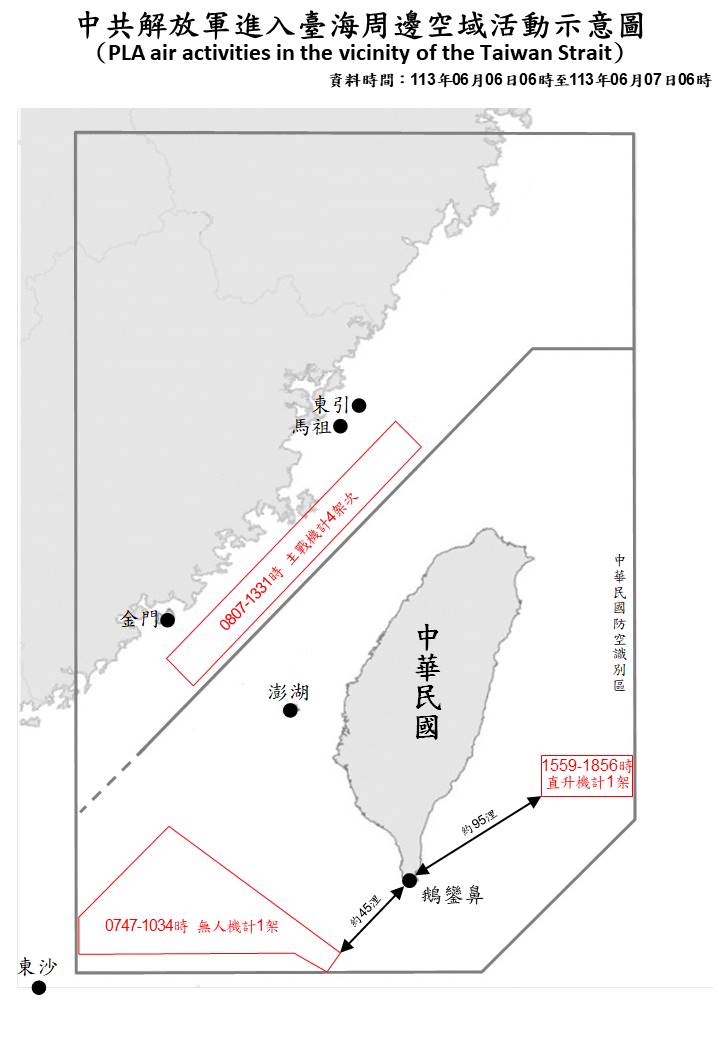 中共解放軍進入臺海周邊空域活動示意圖
（PLA air activities in the vicinity of the Taiwan Strait）
資料時間：113年06月06日06時至113年06月07日06時
東引
馬祖
0807-1331時 主戰機計4架次
中華民國防空識別區
金門
中華民國
澎湖
1559-1856時
直升機計1架
約95浬
鵝鑾鼻
約45浬
0747-1034時 無人機計1架
東沙